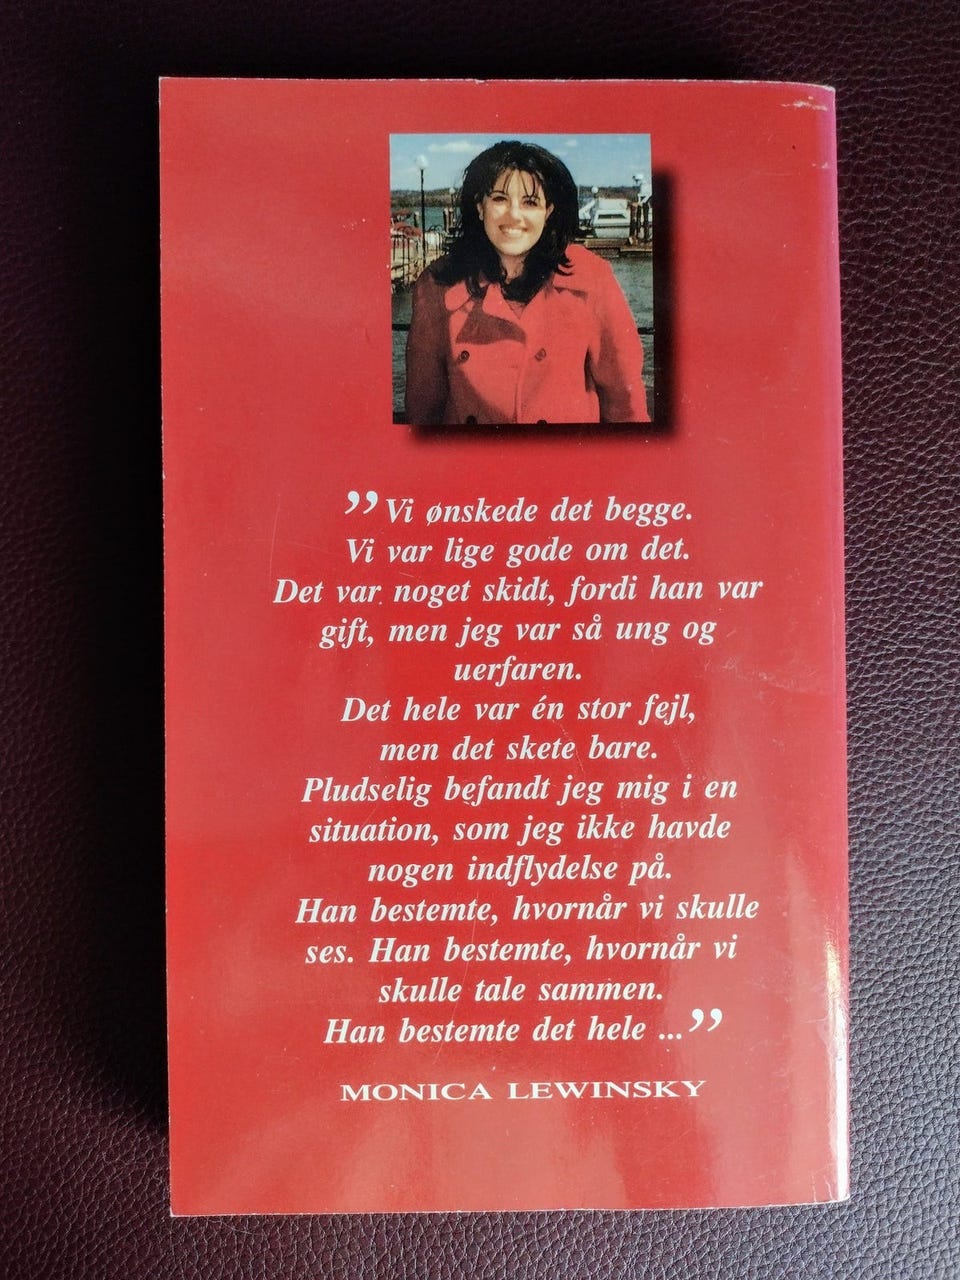 ”Vi ønskede det begge.
Vi var lige gode om det.
Det var noget skidt, fordi han var
gift, men jeg var så ung og
uerfaren.
Det hele var én stor fejl,
men det skete bare.
Pludselig befandt jeg mig i en
situation, som jeg ikke havde
nogen indflydelse på.
Han bestemte, hvornår vi skulle
ses. Han bestemte, hvornår vi
skulle tale sammen.
Han bestemte det hele ...”
MONICA LEWINSKY